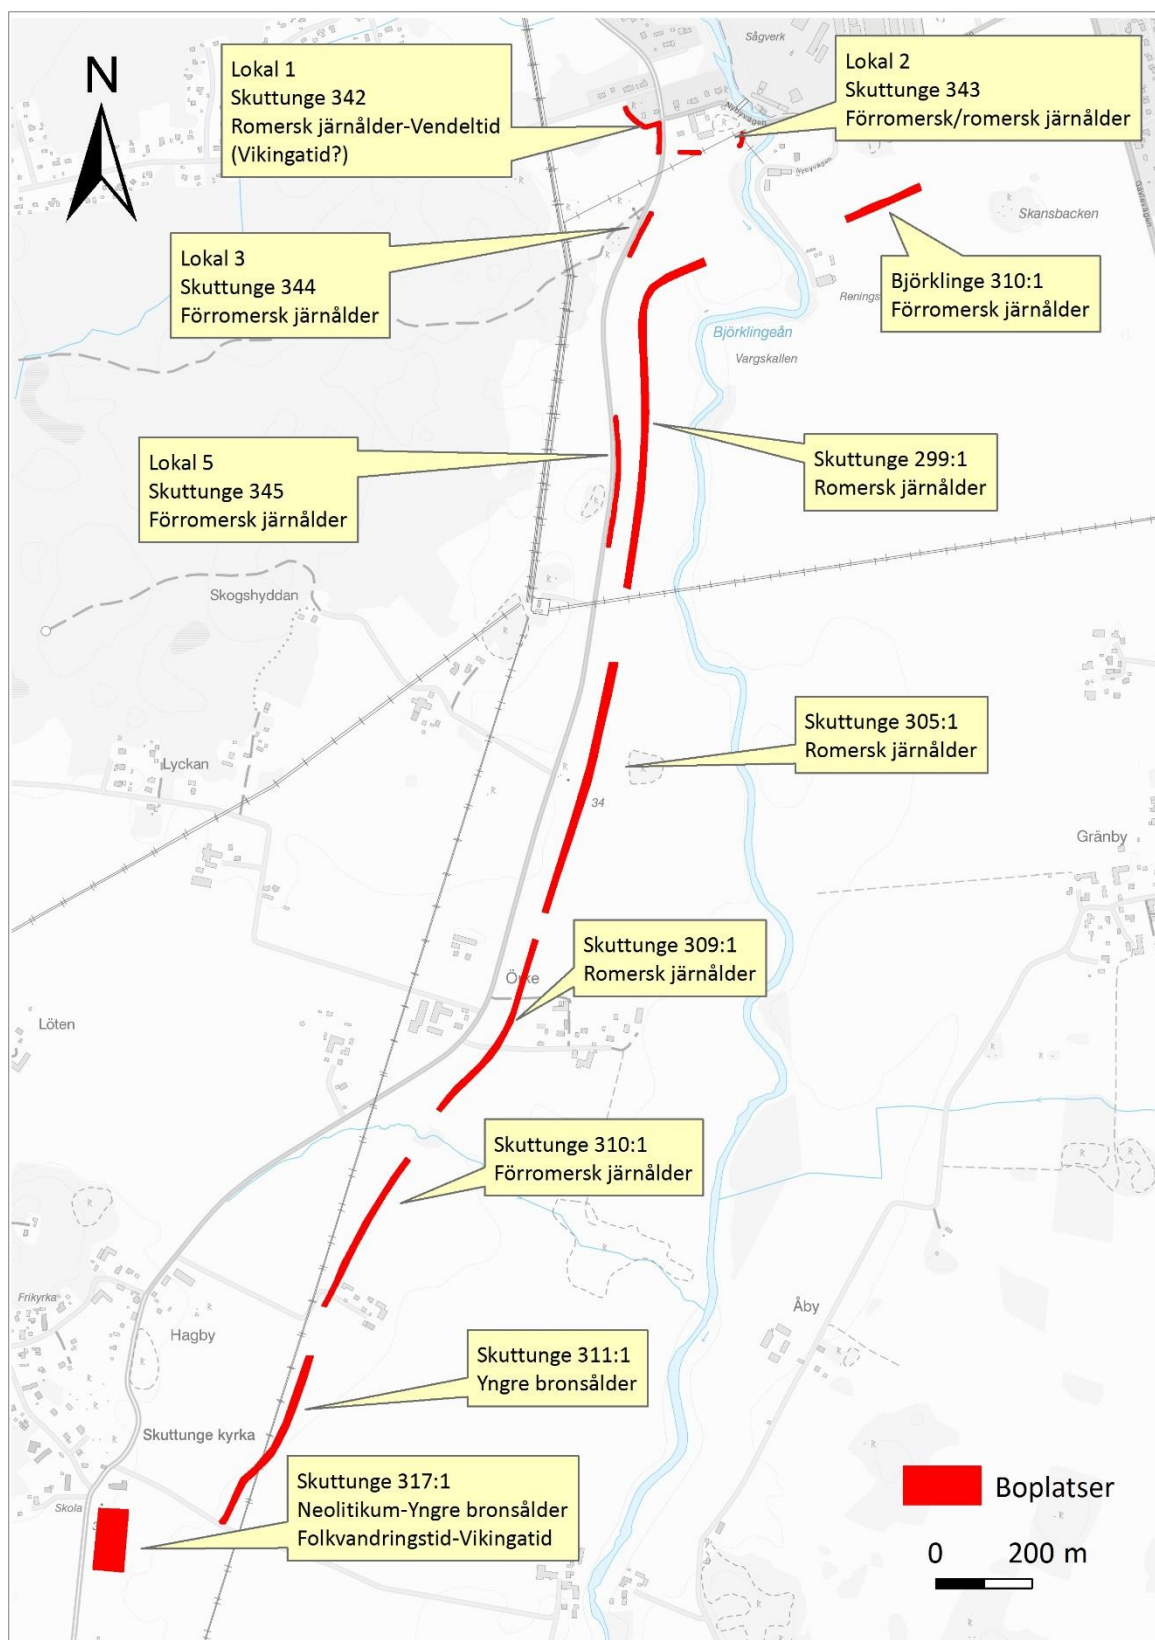 N
Lokal 1
Skuttunge 342
Romersk järnålder-Vendeltid
(Vikingatid?)
Sågverk
Lokal 2
Skuttunge 343
Förromersk/romersk järnålder
Nybyvägen
Nybyvägen
Gävlevägen
Skansbacken
Lokal 3
Skuttunge 344
Förromersk järnålder
Björklinge 310:1
Förromersk järnålder
Renings
Björklingeån
Vargskallen
Lokal 5
Skuttunge 345
Förromersk järnålder
Skuttunge 299:1
Romersk järnålder
Skogshyddan
Skuttunge 305:1
Romersk järnålder
Lyckan
34
Gränby
Skuttunge 309:1
Romersk järnålder
Örke
Löten
Skuttunge 310:1
Förromersk järnålder
Frikyrka
Hagby
Åby
Skuttunge 311:1
Yngre bronsålder
Skuttunge kyrka
Skola
Skuttunge 317:1
Neolitikum-Yngre bronsålder
Folkvandringstid-Vikingatid
Boplatser
0 200 m